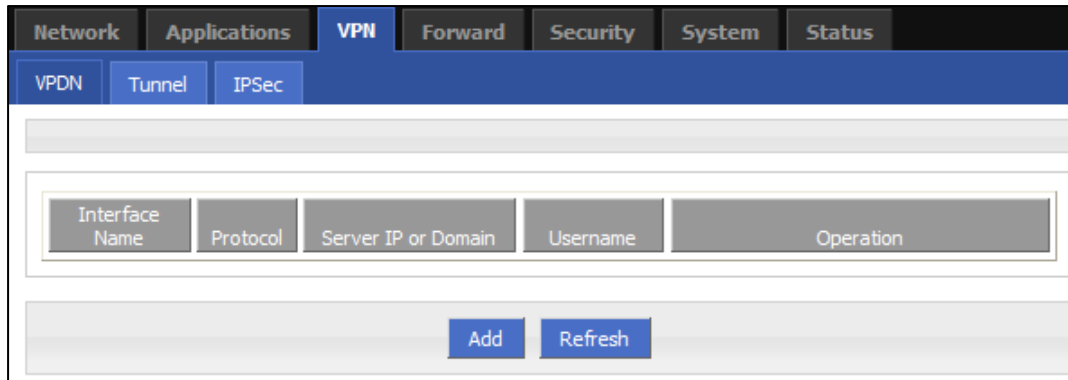 Network Applications VPN Forward Security System Status
VPDN Tunnel IPSec
Interface
Name Protocol Server IP or Domain Username Operation
Add Refresh